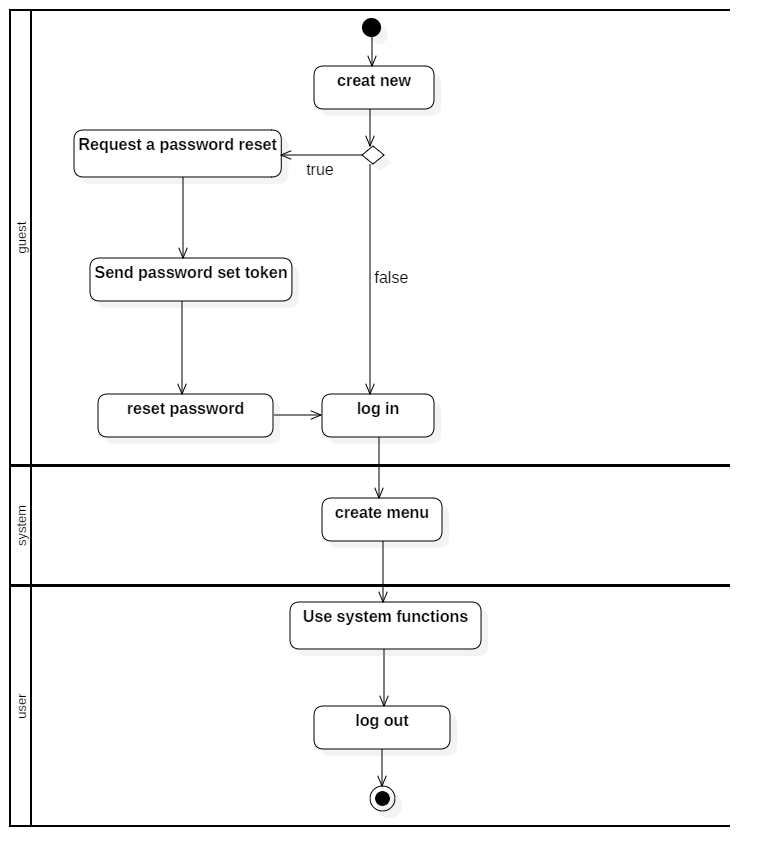 guest
creat new
Request a password reset
true
Send password set token
false
reset password
log in
system
create menu
user
Use system functions
log out